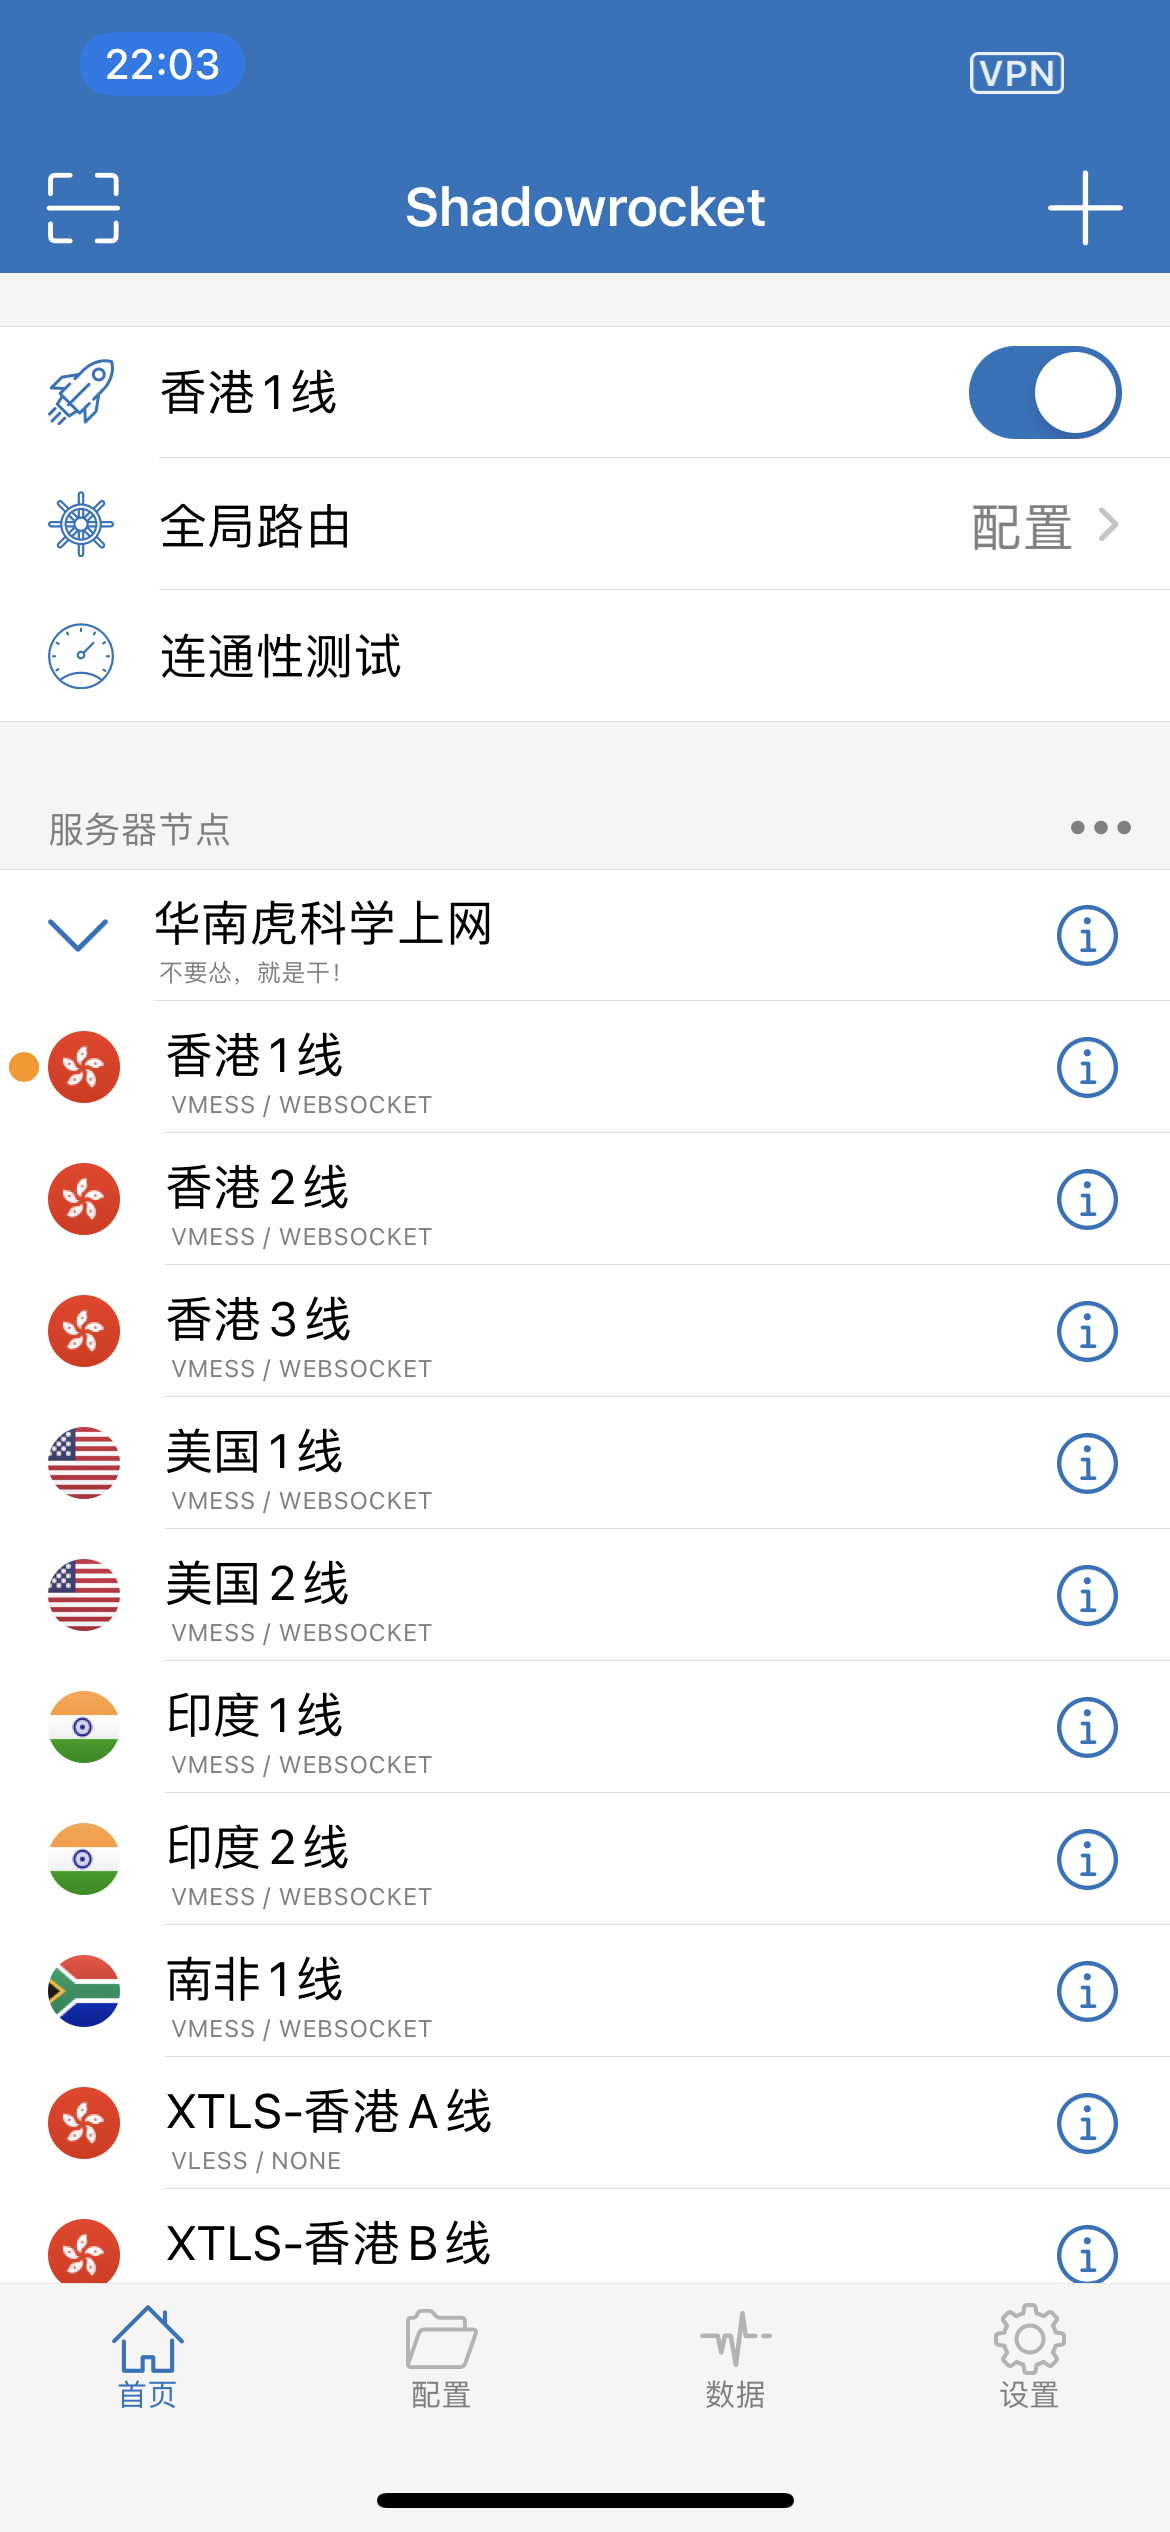 22:03
VPN
Shadowrocket
香港1线
全局路由
配置
连通性测试
服务器节点
华南虎科学上网
不要怂，就是干！
香港1线
VMESS / WEBSOCKET
香港2线
VMESS / WEBSOCKET
香港3线
VMESS / WEBSOCKET
美国1线
VMESS / WEBSOCKET
美国2线
VMESS / WEBSOCKET
印度1线
VMESS / WEBSOCKET
印度2线
VMESS / WEBSOCKET
南非1线
VMESS / WEBSOCKET
XTLS-香港A线
VLESS / NONE
XTLS-香港B线
首页
配置
数据
设置